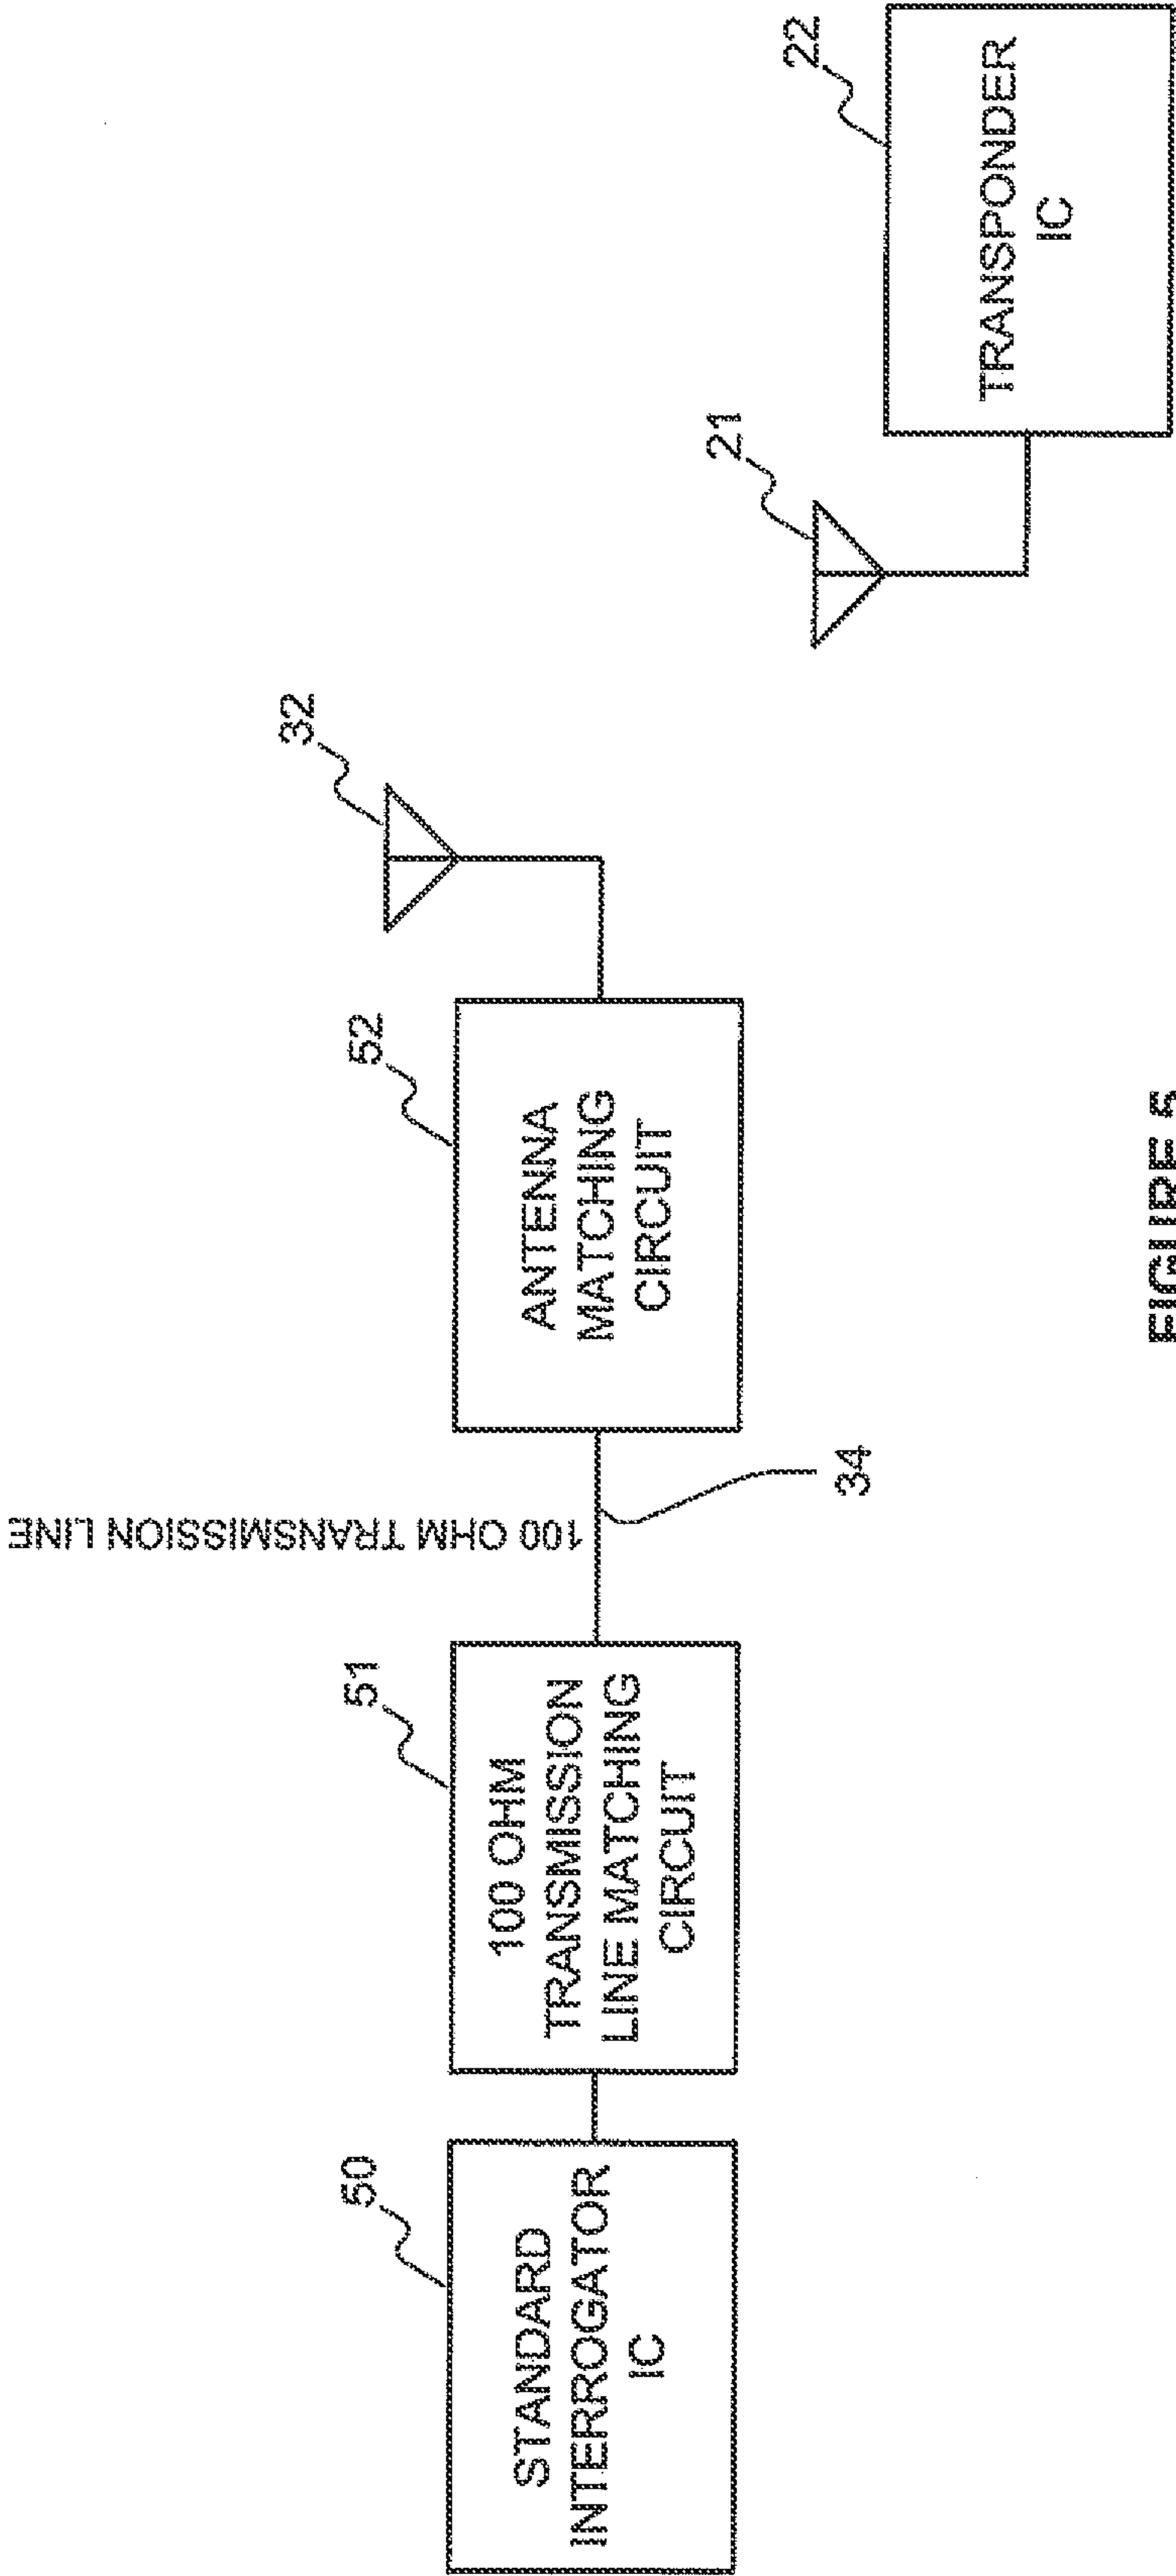 50
STANDARD
INTERROGATOR
IC
51
100 OHM
TRANSMISSION
LINE MATCHING
CIRCUIT
100 OHM TRANSMISSION LINE
34
52
ANTENNA
MATCHING
CIRCUIT
32
21
22
TRANSPONDER
IC
FIGURE 5